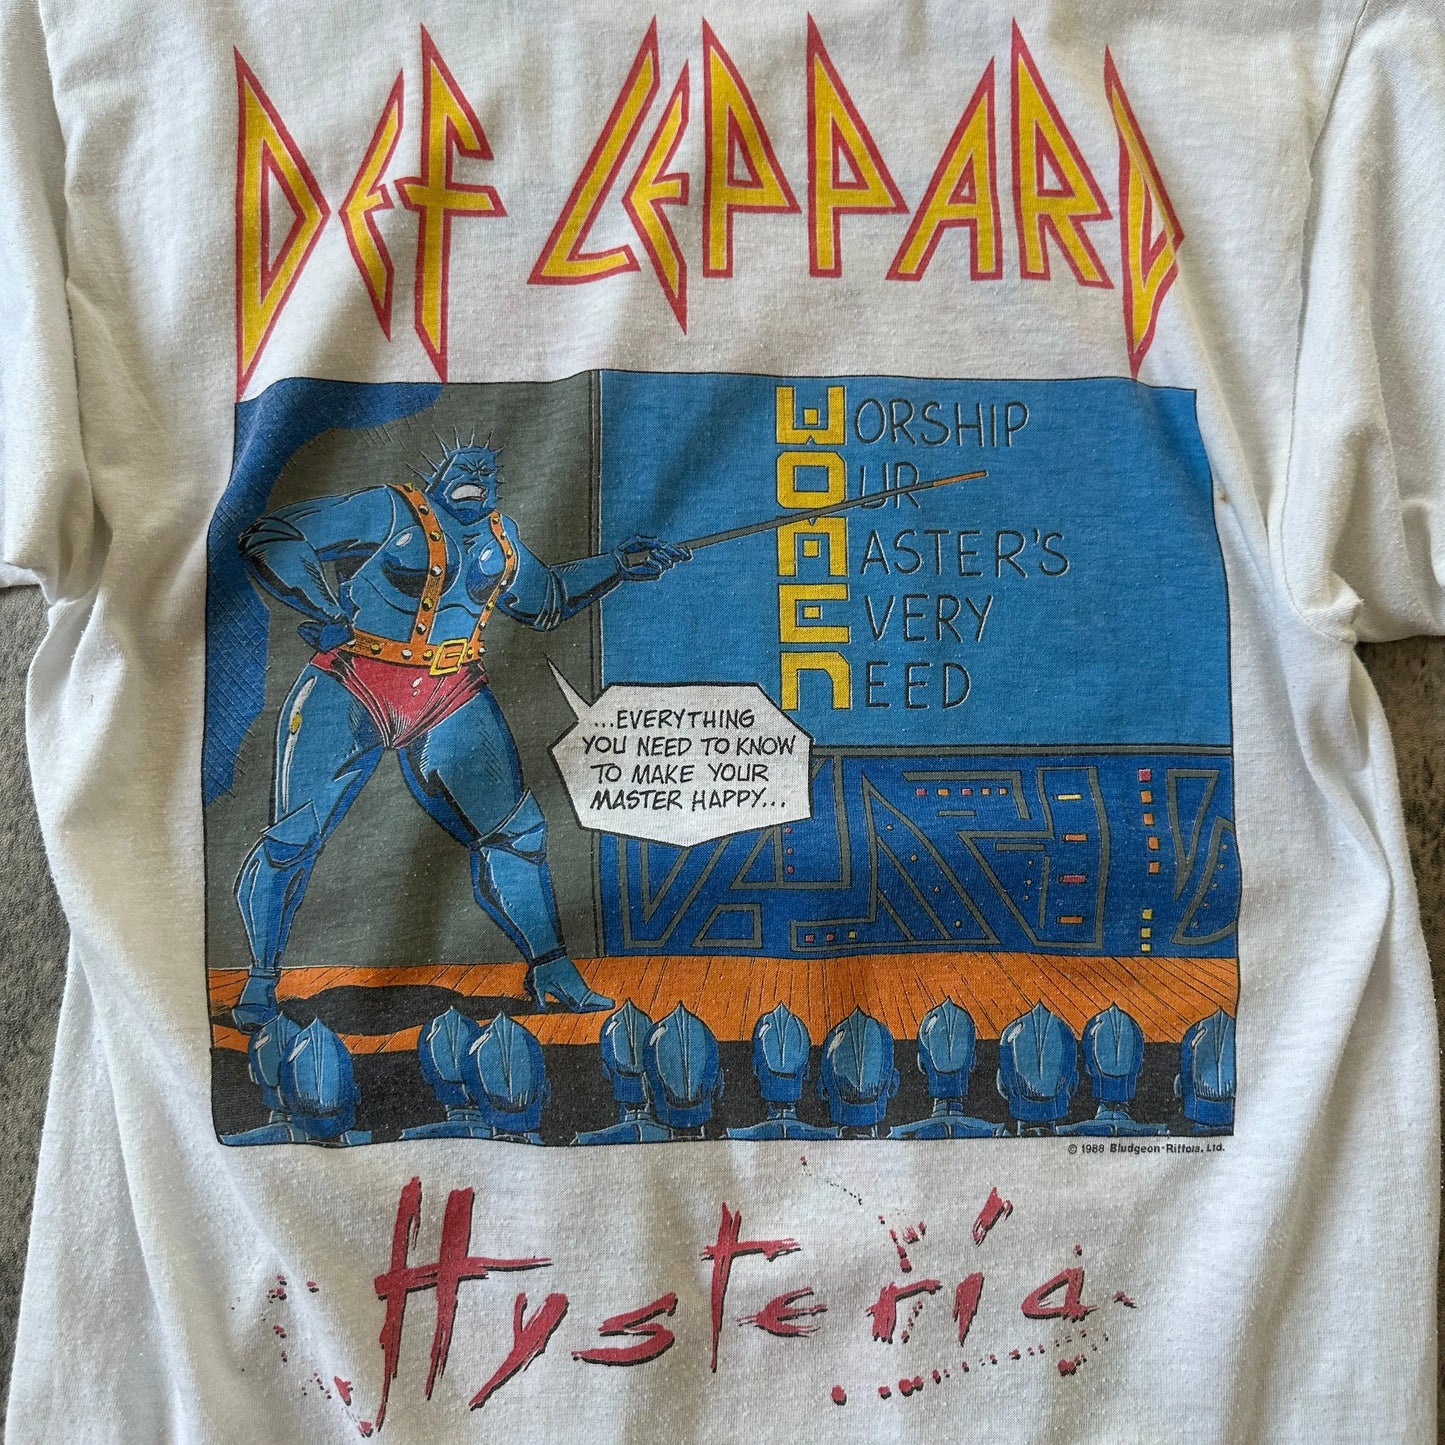 DEF LEPPARD
WORSHIP
OUR
MASTER'S
EVERY
NEED
...EVERYTHING
YOU NEED TO KNOW
TO MAKE YOUR
MASTER HAPPY...
© 1988 Bludgeon-Riffola, Ltd.
Hysteria